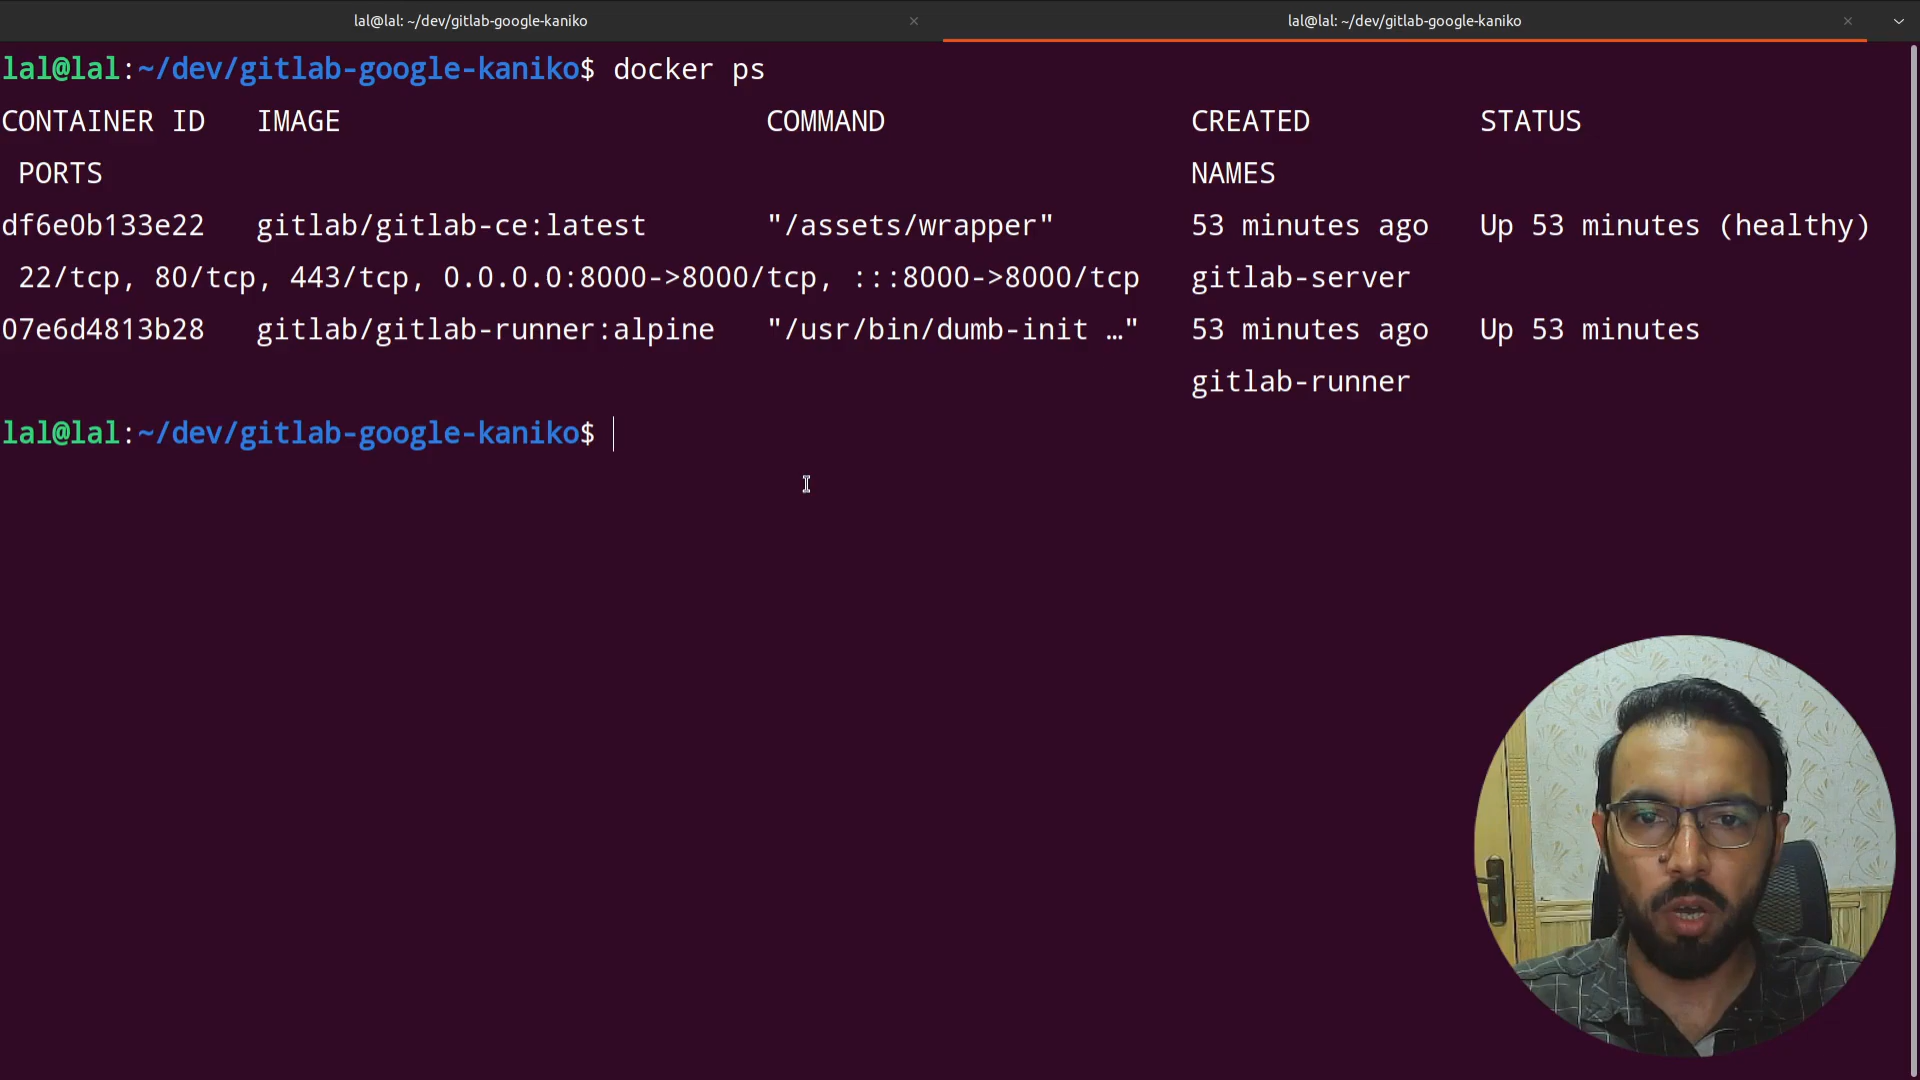 lal@lal: ~/dev/gitlab-google-kaniko × lal@lal: ~/dev/gitlab-google-kaniko ×
lal@lal:~/dev/gitlab-google-kaniko$ docker ps
CONTAINER ID   IMAGE                         COMMAND                  CREATED          STATUS
 PORTS                                                                NAMES
df6e0b133e22   gitlab/gitlab-ce:latest       "/assets/wrapper"        53 minutes ago   Up 53 minutes (healthy)
 22/tcp, 80/tcp, 443/tcp, 0.0.0.0:8000->8000/tcp, :::8000->8000/tcp   gitlab-server
07e6d4813b28   gitlab/gitlab-runner:alpine   "/usr/bin/dumb-init …"   53 minutes ago   Up 53 minutes
                                                                      gitlab-runner
lal@lal:~/dev/gitlab-google-kaniko$